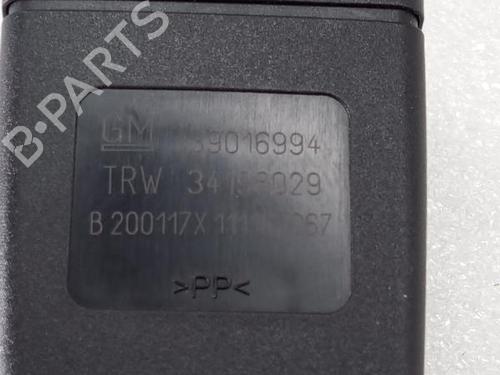 B-PARTS
GM 39016994
TRW
B 200117X
>PP<